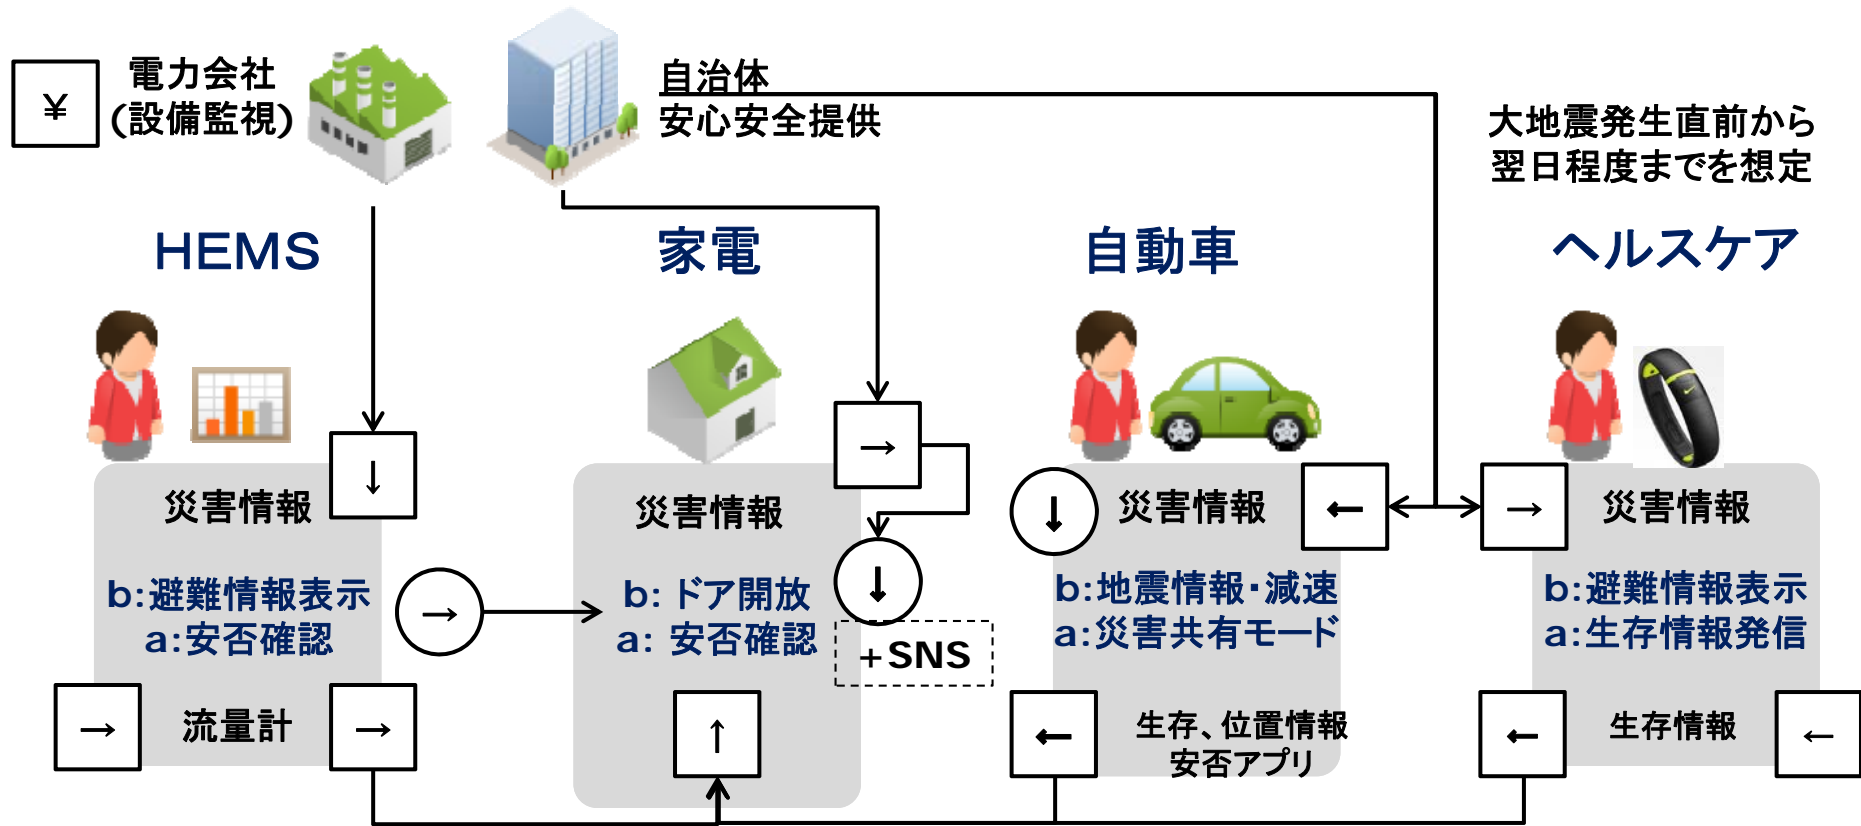 ¥
電力会社
(設備監視)
自治体
安心安全提供
大地震発生直前から
翌日程度までを想定
HEMS
家電
自動車
ヘルスケア
↓
災害情報
b:避難情報表示
a:安否確認
→
→
流量計
→
→
災害情報
b: ドア開放
a: 安否確認
↓
+SNS
↑
↓
災害情報
←
b:地震情報・減速
a:災害共有モード
←
生存、位置情報
安否アプリ
→
災害情報
b:避難情報表示
a:生存情報発信
←
生存情報
←